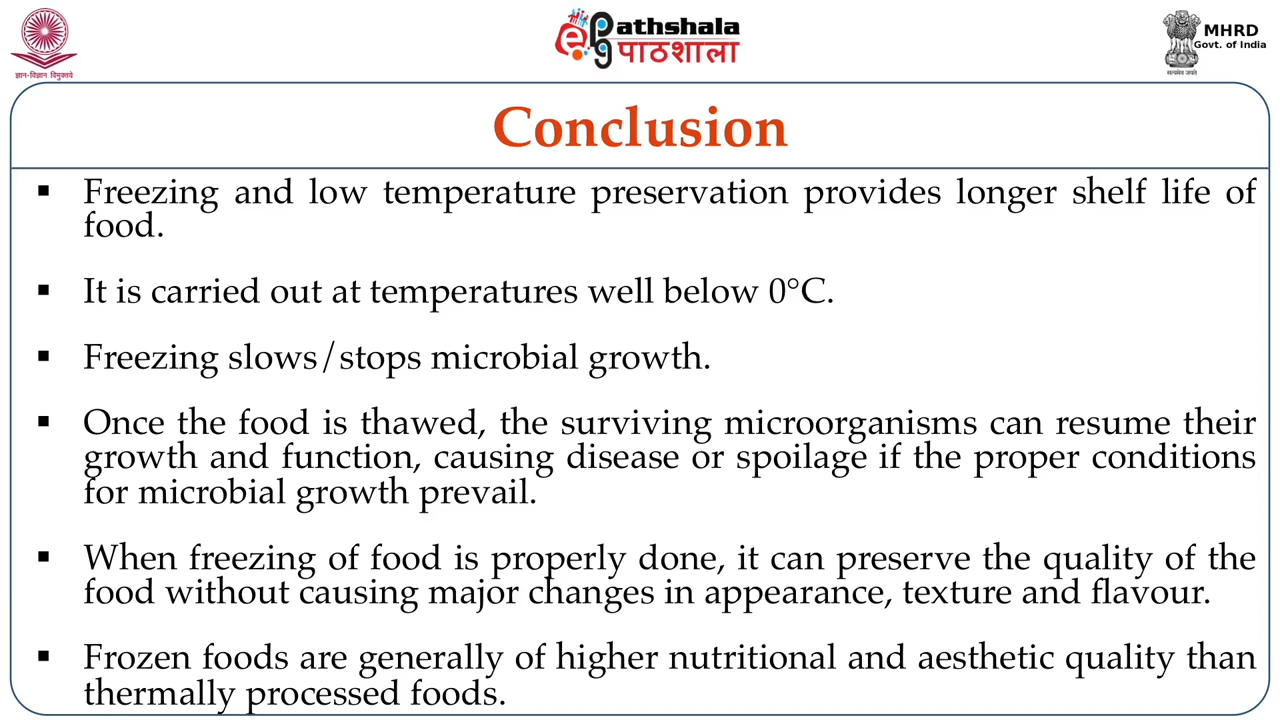 ज्ञान-विज्ञान विमुक्तये
ePg Pathshala
पाठशाला
MHRD
Govt. of India
सत्यमेव जयते
Conclusion
▪ Freezing and low temperature preservation provides longer shelf life of
food.
▪ It is carried out at temperatures well below 0°C.
▪ Freezing slows/stops microbial growth.
▪ Once the food is thawed, the surviving microorganisms can resume their
growth and function, causing disease or spoilage if the proper conditions
for microbial growth prevail.
▪ When freezing of food is properly done, it can preserve the quality of the
food without causing major changes in appearance, texture and flavour.
▪ Frozen foods are generally of higher nutritional and aesthetic quality than
thermally processed foods.